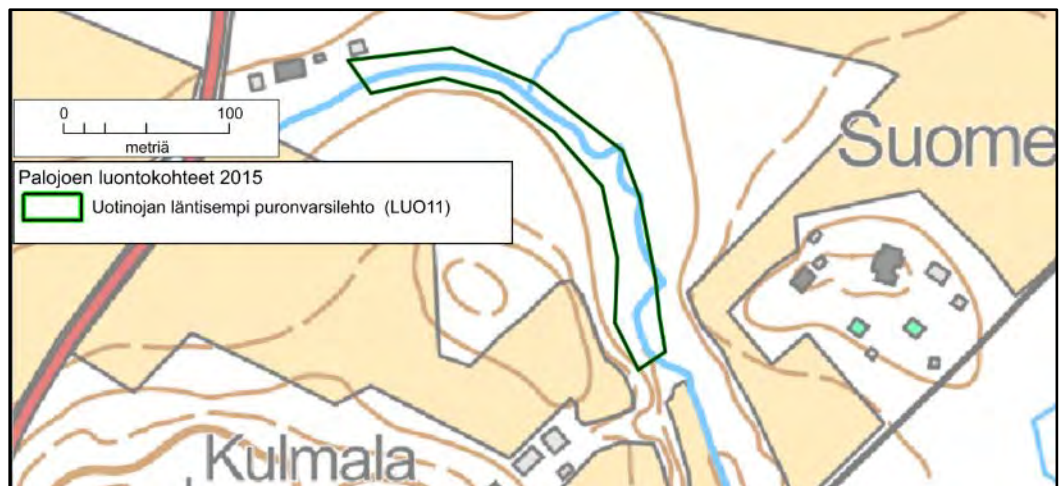 0 100
metriä
Palojoen luontokohteet 2015
Uotinojan läntisempi puronvarsilehto (LUO11)
Suome
Kulmala